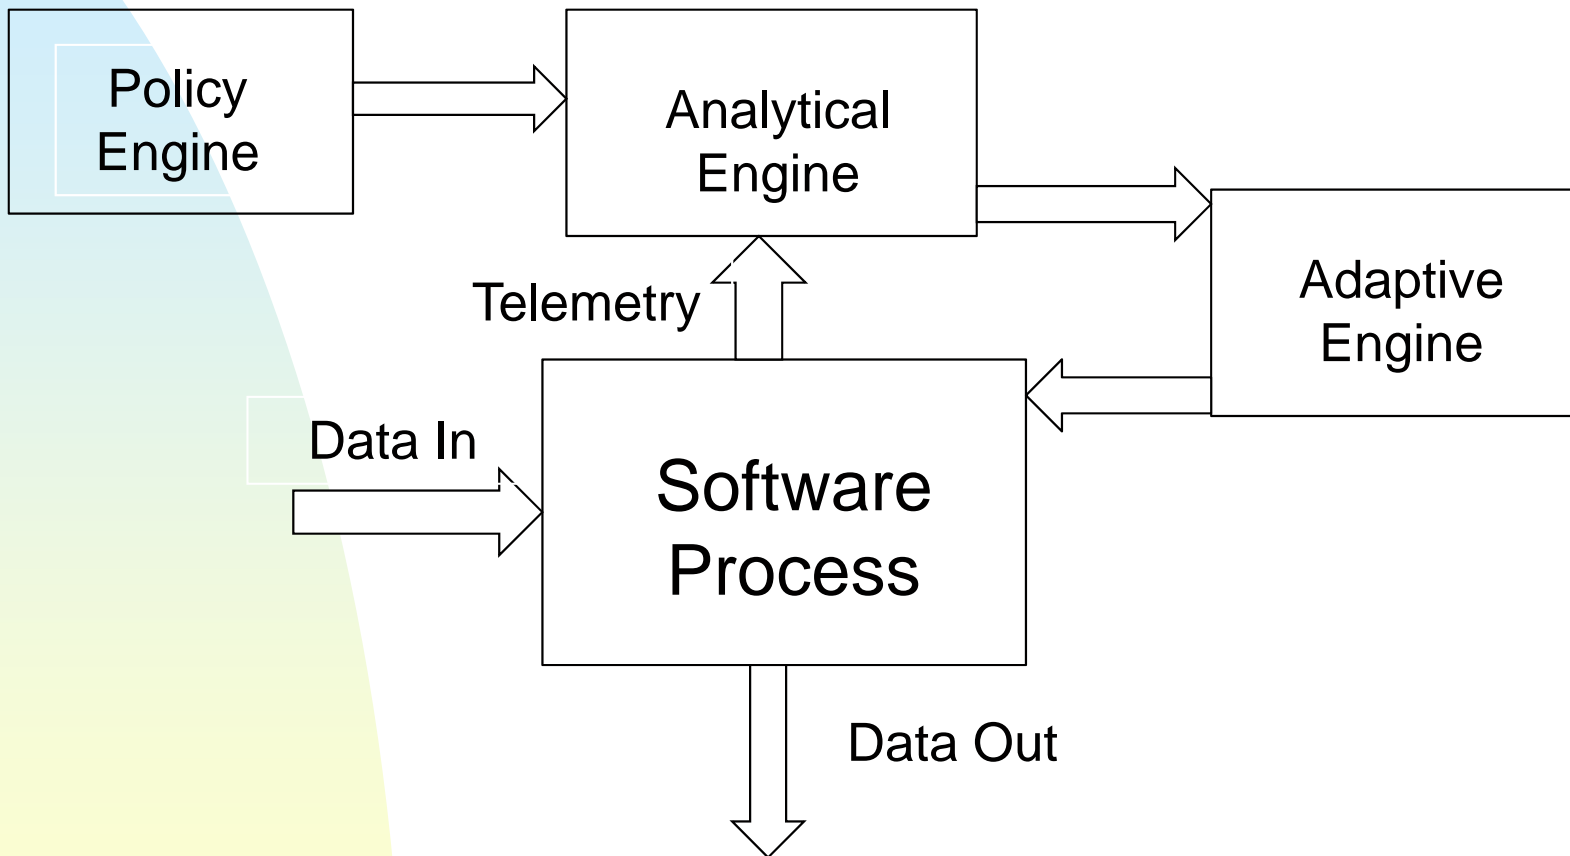 Policy
Engine
Analytical
Engine
Telemetry
Adaptive
Engine
Data In
Software
Process
Data Out